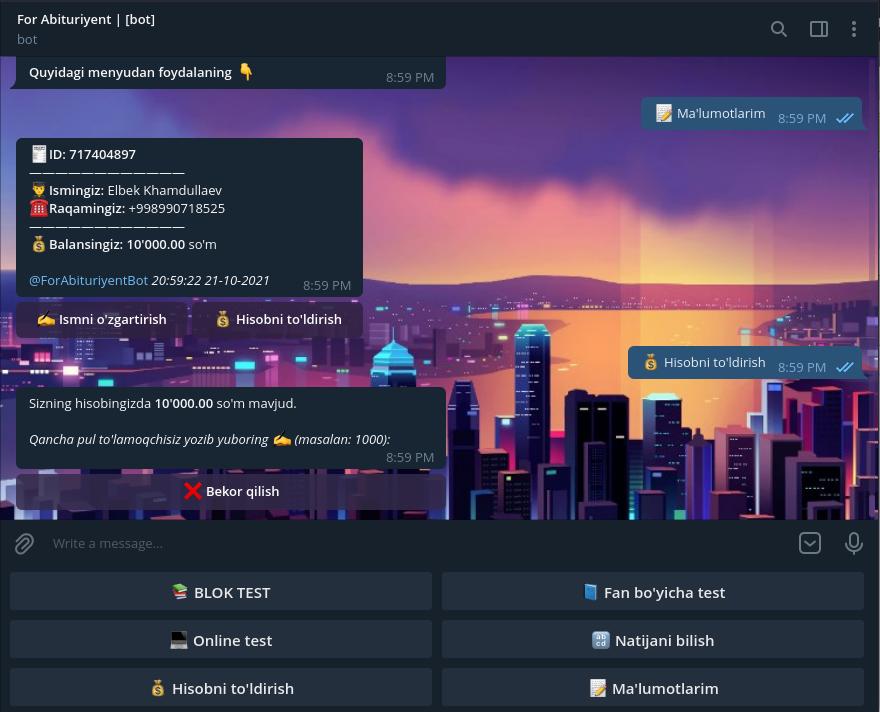 For Abituriyent | [bot]
bot
Quyidagi menyudan foydalaning 👇
8:59 PM
📝 Ma'lumotlarim 8:59 PM
🧾ID: 717404897
————————————
👨‍🎓Ismingiz: Elbek Khamdullaev
☎️Raqamingiz: +998990718525
————————————
💰Balansingiz: 10'000.00 so'm
@ForAbituriyentBot 20:59:22 21-10-2021
8:59 PM
✍️ Ismni o'zgartirish
💰 Hisobni to'ldirish
💰 Hisobni to'ldirish 8:59 PM
Sizning hisobingizda 10'000.00 so'm mavjud.
Qancha pul to'lamoqchisiz yozib yuboring ✍️ (masalan: 1000):
8:59 PM
❌ Bekor qilish
Write a message...
📚 BLOK TEST
📘 Fan bo'yicha test
💻 Online test
🔡 Natijani bilish
💰 Hisobni to'ldirish
📝 Ma'lumotlarim